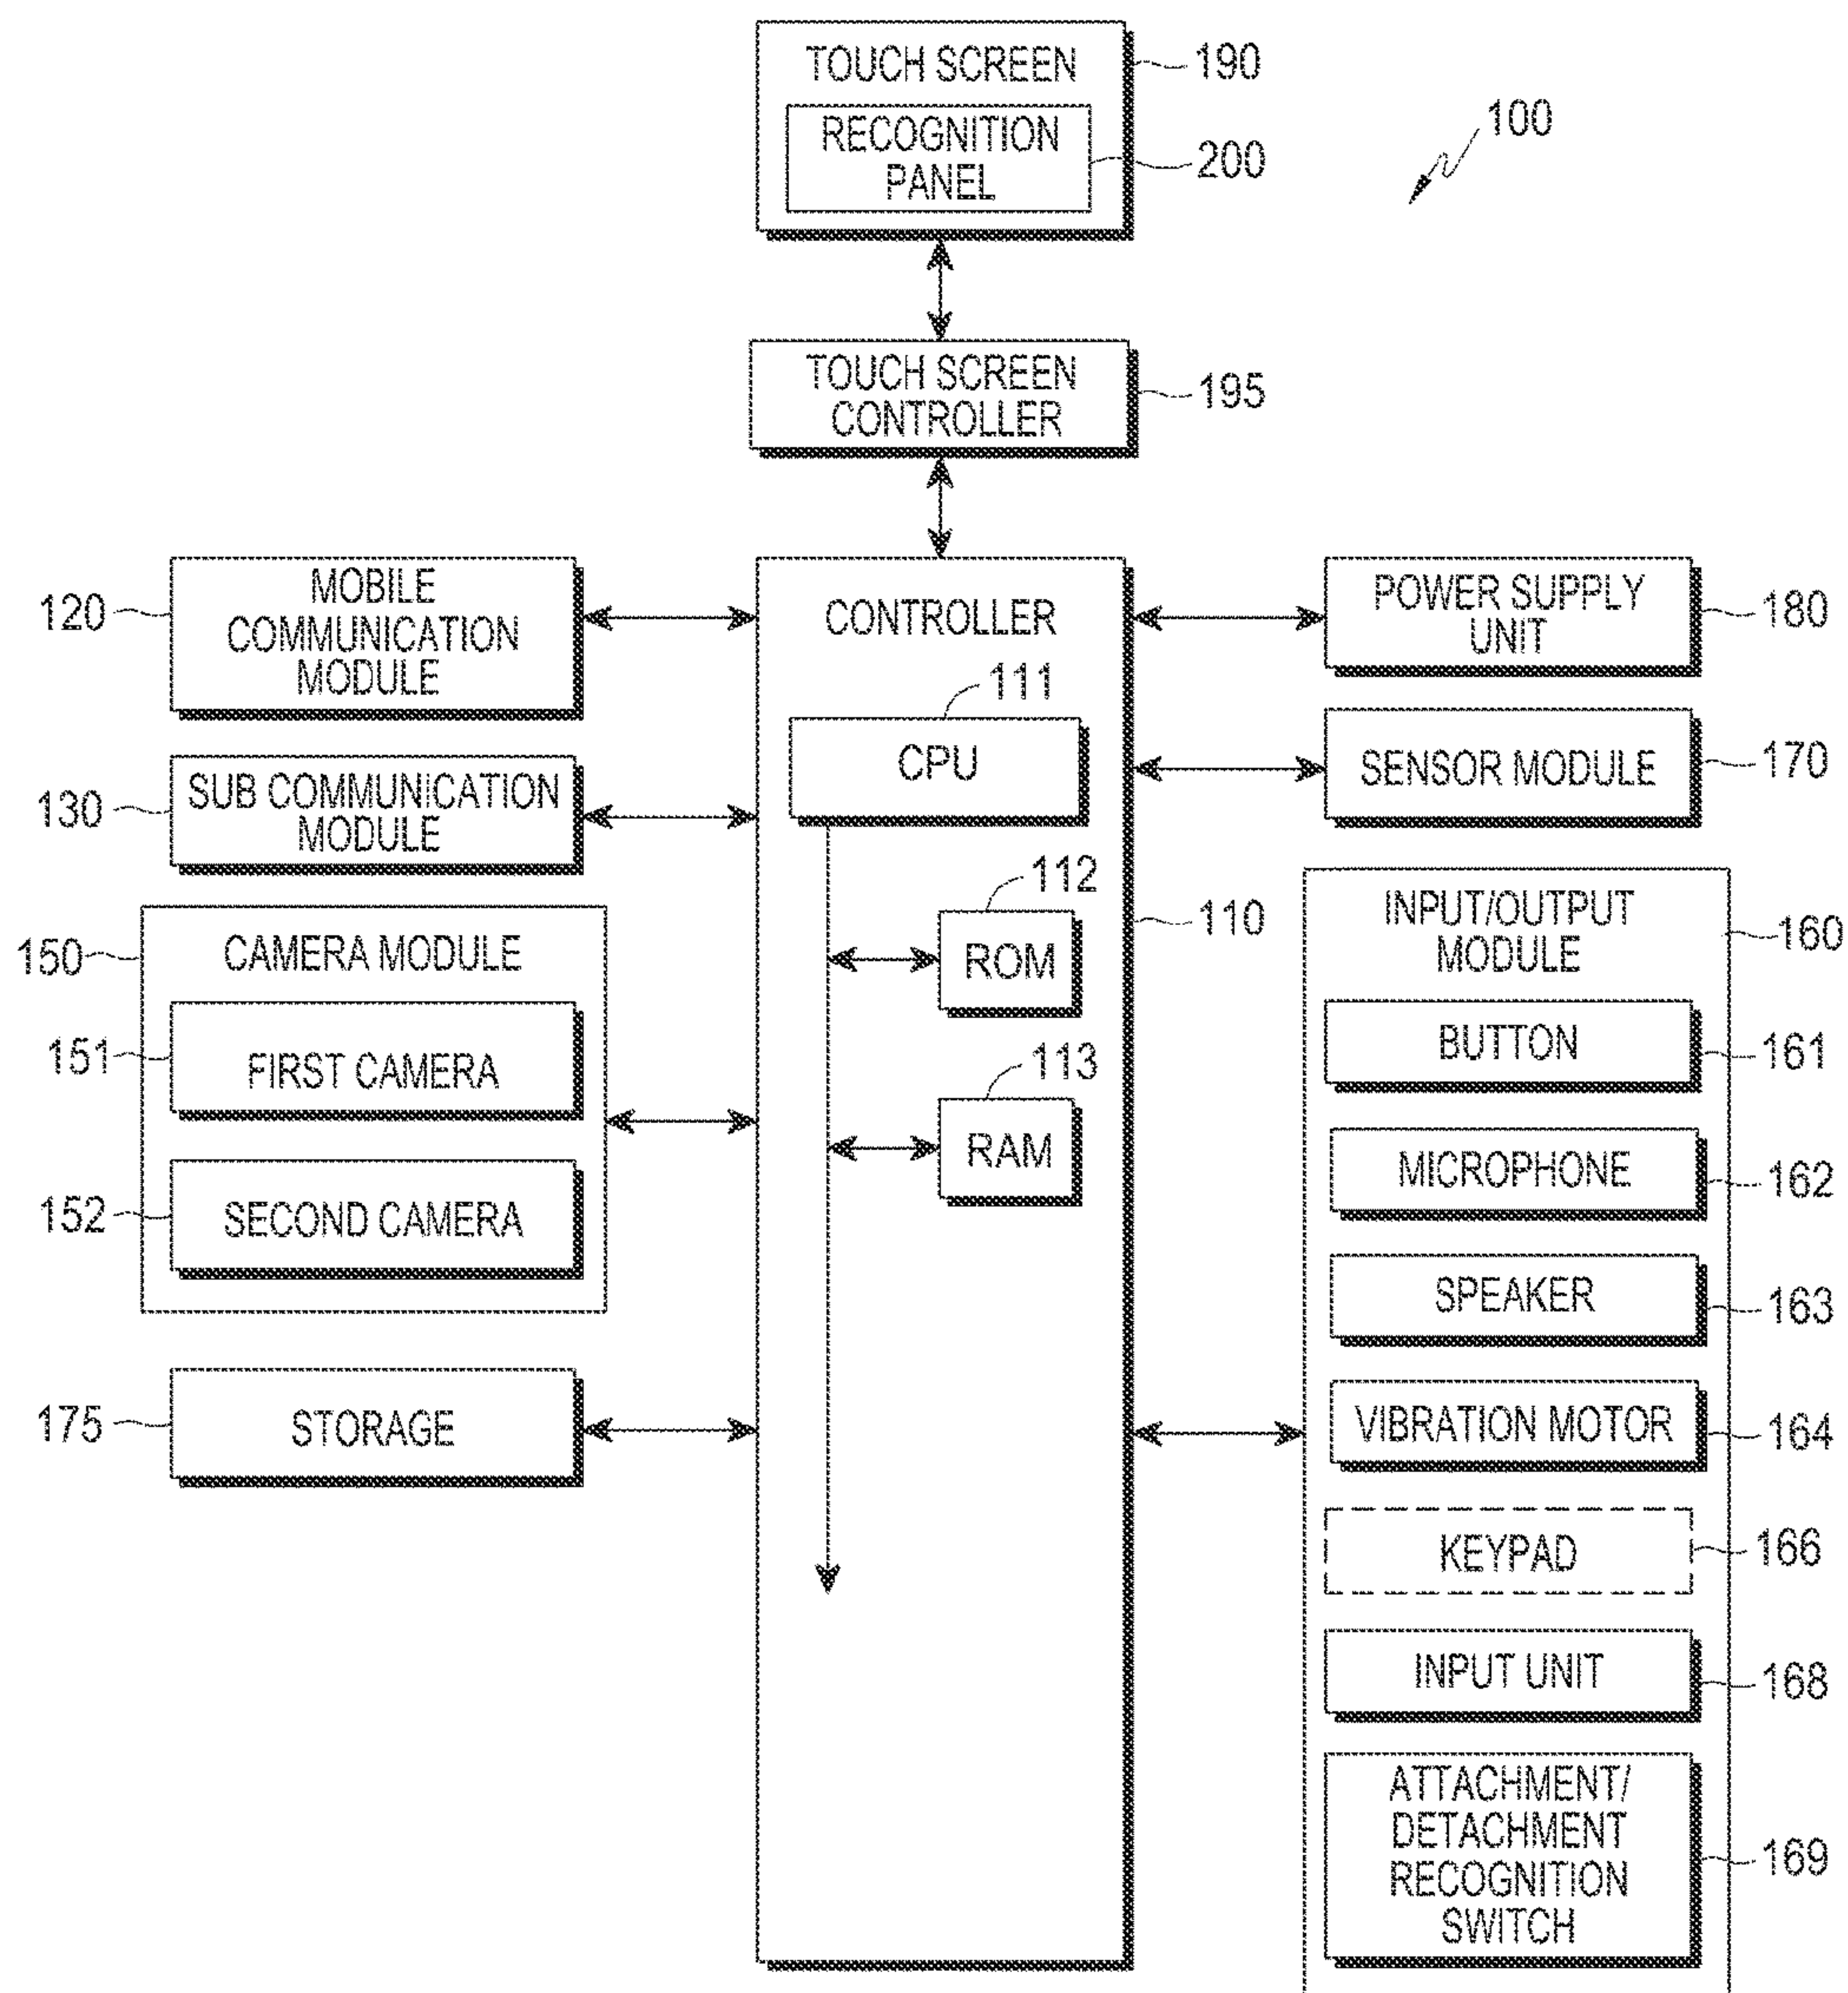 TOUCH SCREEN
190
RECOGNITION
PANEL
200
100
TOUCH SCREEN
CONTROLLER
195
120
MOBILE
COMMUNICATION
MODULE
130
SUB COMMUNICATION
MODULE
150
CAMERA MODULE
151
FIRST CAMERA
152
SECOND CAMERA
175
STORAGE
CONTROLLER
111
CPU
112
ROM
113
RAM
110
POWER SUPPLY
UNIT
180
SENSOR MODULE
170
INPUT/OUTPUT
MODULE
160
BUTTON
161
MICROPHONE
162
SPEAKER
163
VIBRATION MOTOR
164
KEYPAD
166
INPUT UNIT
168
ATTACHMENT/
DETACHMENT
RECOGNITION
SWITCH
169